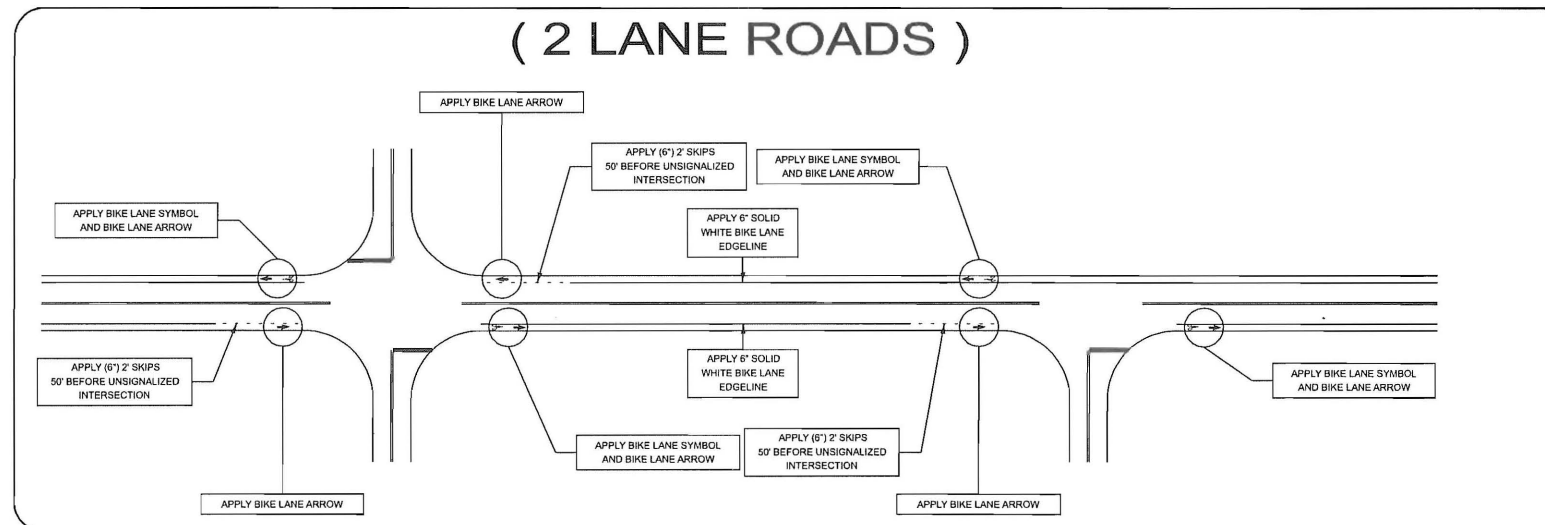 ( 2 LANE ROADS )
APPLY BIKE LANE ARROW
APPLY (6") 2' SKIPS
50' BEFORE UNSIGNALIZED
INTERSECTION
APPLY BIKE LANE SYMBOL
AND BIKE LANE ARROW
APPLY BIKE LANE SYMBOL
AND BIKE LANE ARROW
APPLY 6" SOLID
WHITE BIKE LANE
EDGELINE
APPLY (6") 2' SKIPS
50' BEFORE UNSIGNALIZED
INTERSECTION
APPLY 6" SOLID
WHITE BIKE LANE
EDGELINE
APPLY BIKE LANE SYMBOL
AND BIKE LANE ARROW
APPLY BIKE LANE SYMBOL
AND BIKE LANE ARROW
APPLY (6") 2' SKIPS
50' BEFORE UNSIGNALIZED
INTERSECTION
APPLY BIKE LANE ARROW
APPLY BIKE LANE ARROW